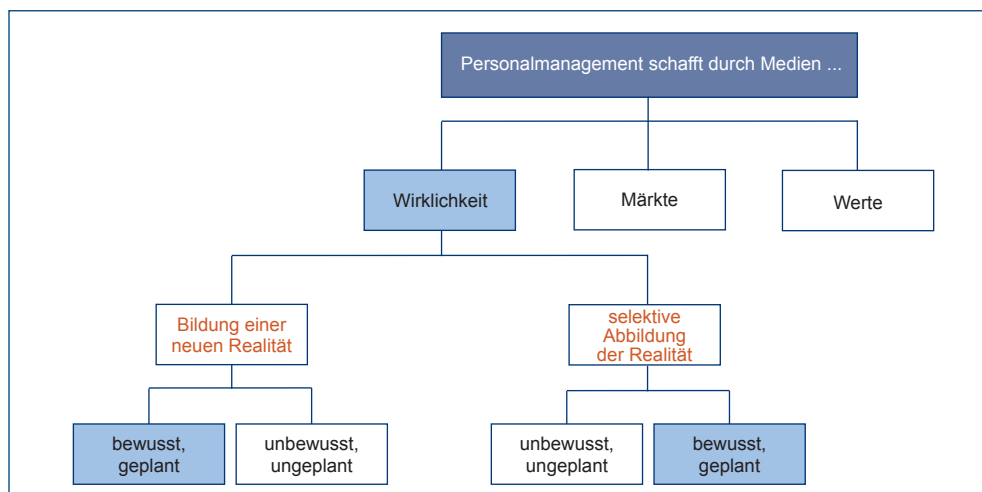 Personalmanagement schafft durch Medien ...
Wirklichkeit
Märkte
Werte
Bildung einer
neuen Realität
selektive
Abbildung
der Realität
bewusst,
geplant
unbewusst,
ungeplant
unbewusst,
ungeplant
bewusst,
geplant